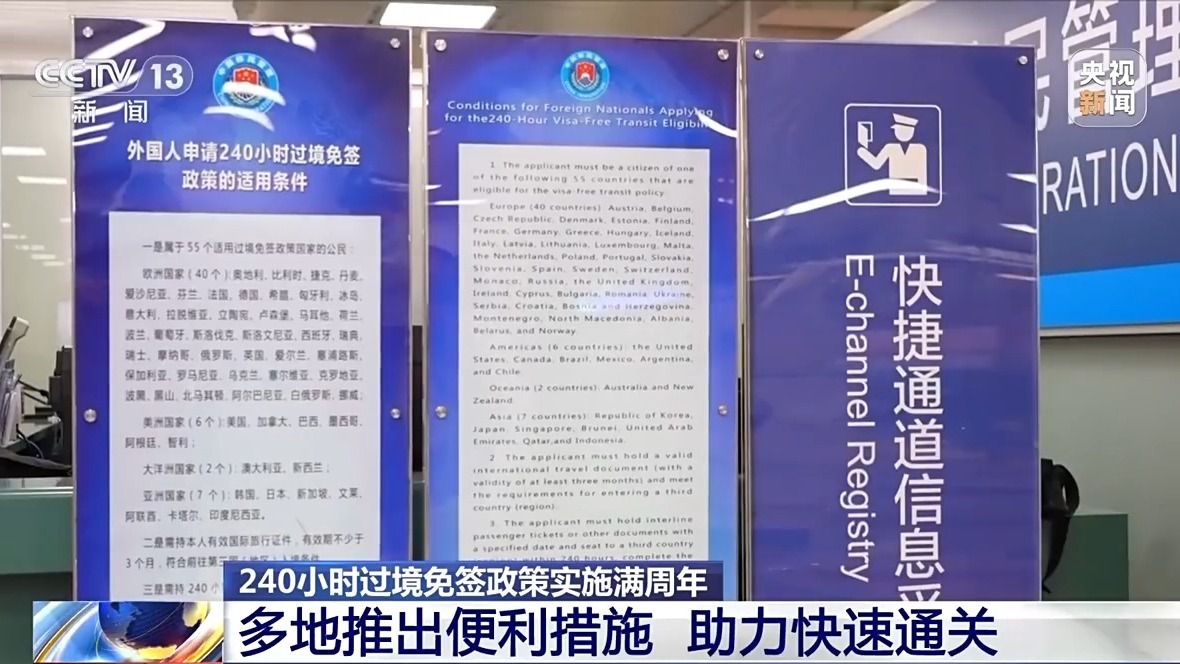 CCTV 13
新闻
央视
新闻
外国人申请240小时过境免签
政策的适用条件
一是属于55个适用过境免签政策国家的公民:
欧洲国家(40个):奥地利、比利时、捷克、丹麦、
爱沙尼亚、芬兰、法国、德国、希腊、匈牙利、冰岛、
意大利、拉脱维亚、立陶宛、卢森堡、马耳他、荷兰、
波兰、葡萄牙、斯洛伐克、斯洛文尼亚、西班牙、瑞典、
瑞士、摩纳哥、俄罗斯、英国、爱尔兰、塞浦路斯、
保加利亚、罗马尼亚、乌克兰、塞尔维亚、克罗地亚、
波黑、黑山、北马其顿、阿尔巴尼亚、白俄罗斯、挪威;
美洲国家(6个):美国、加拿大、巴西、墨西哥、
阿根廷、智利;
大洋洲国家(2个):澳大利亚、新西兰;
亚洲国家(7个):韩国、日本、新加坡、文莱、
阿联酋、卡塔尔、印度尼西亚。
二是需持本人有效国际旅行证件,有效期不少于
3个月,符合前往第三国(地区)入境条件
三是需持240小
Conditions for Foreign Nationals Applying
for the240-Hour Visa-Free Transit
1. The applicant must be a citizen of one
of the following 55 countries that are
eligible for the visa-free transit policy:
Europe (40 countries): Austria, Belgium,
Czech Republic, Denmark, Estonia, Finland,
France, Germany, Greece, Hungary, Iceland,
Italy, Latvia, Lithuania, Luxembourg, Malta,
the Netherlands, Poland, Portugal, Slovakia,
Slovenia, Spain, Sweden, Switzerland,
Monaco, Russia, the United Kingdom,
Ireland, Cyprus, Bulgaria, Romania, Ukraine,
Serbia, Croatia, Bosnia and Herzegovina,
Montenegro, North Macedonia, Albania,
Belarus, and Norway.
Americas (6 countries): the United
States, Canada, Brazil, Mexico, Argentina,
and Chile.
Oceania (2 countries): Australia and New
Zealand.
Asia (7 countries): Republic of Korea,
Japan, Singapore, Brunei, United Arab
Emirates, Qatar,and Indonesia.
2. The applicant must hold a valid
international travel document (with a
validity of at least three months) and meet
the requirements for entering a third
country (region).
3. The applicant must hold interline
passenger tickets or other documents with
a specified date and seat to a third country
within 240 hours, complete the
快捷通道信息采
E-channel Registry
民管理
RATION
240小时过境免签政策实施满周年
多地推出便利措施 助力快速通关